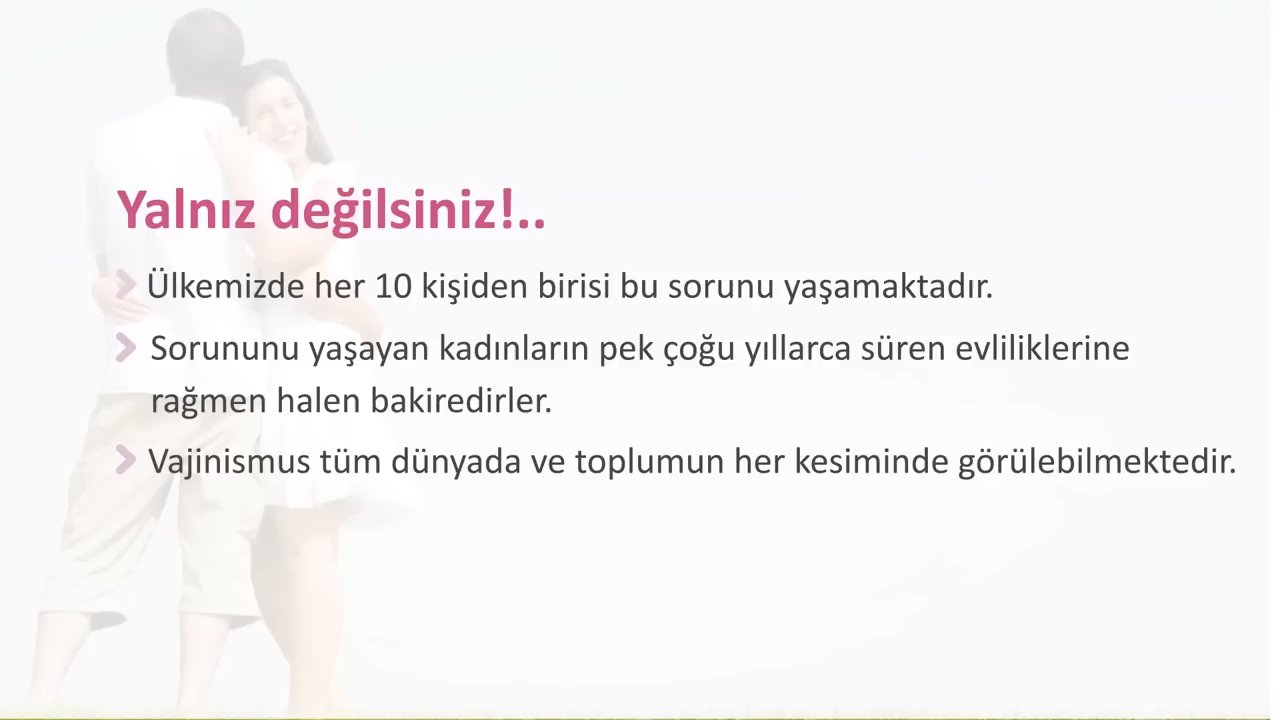 Yalnız değilsiniz!..
Ülkemizde her 10 kişiden birisi bu sorunu yaşamaktadır.
Sorununu yaşayan kadınların pek çoğu yıllarca süren evliliklerine
rağmen halen bakiredirler.
Vajinismus tüm dünyada ve toplumun her kesiminde görülebilmektedir.